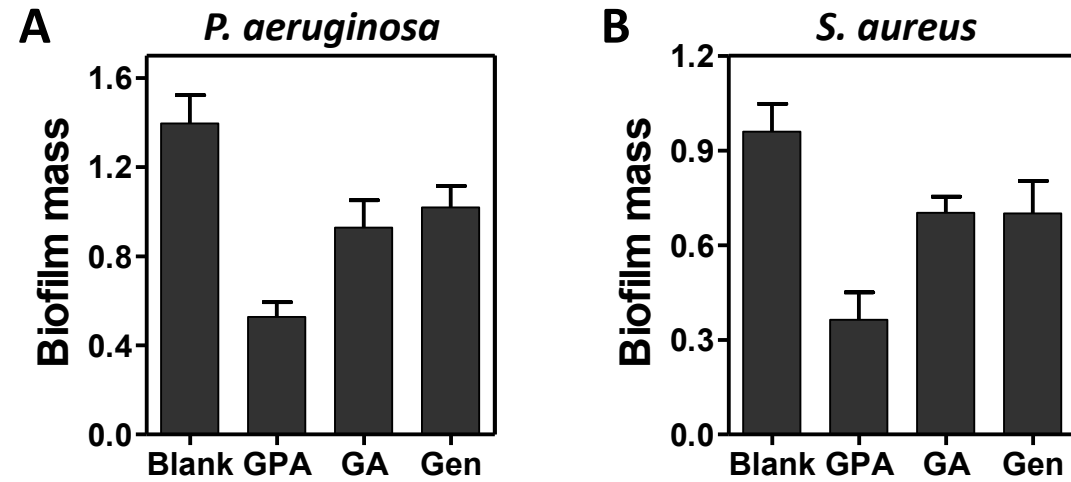 A
P. aeruginosa
Biofilm mass
1.6
1.2
0.8
0.4
0.0
Blank GPA GA Gen
B
S. aureus
Biofilm mass
1.2
0.9
0.6
0.3
0.0
Blank GPA GA Gen